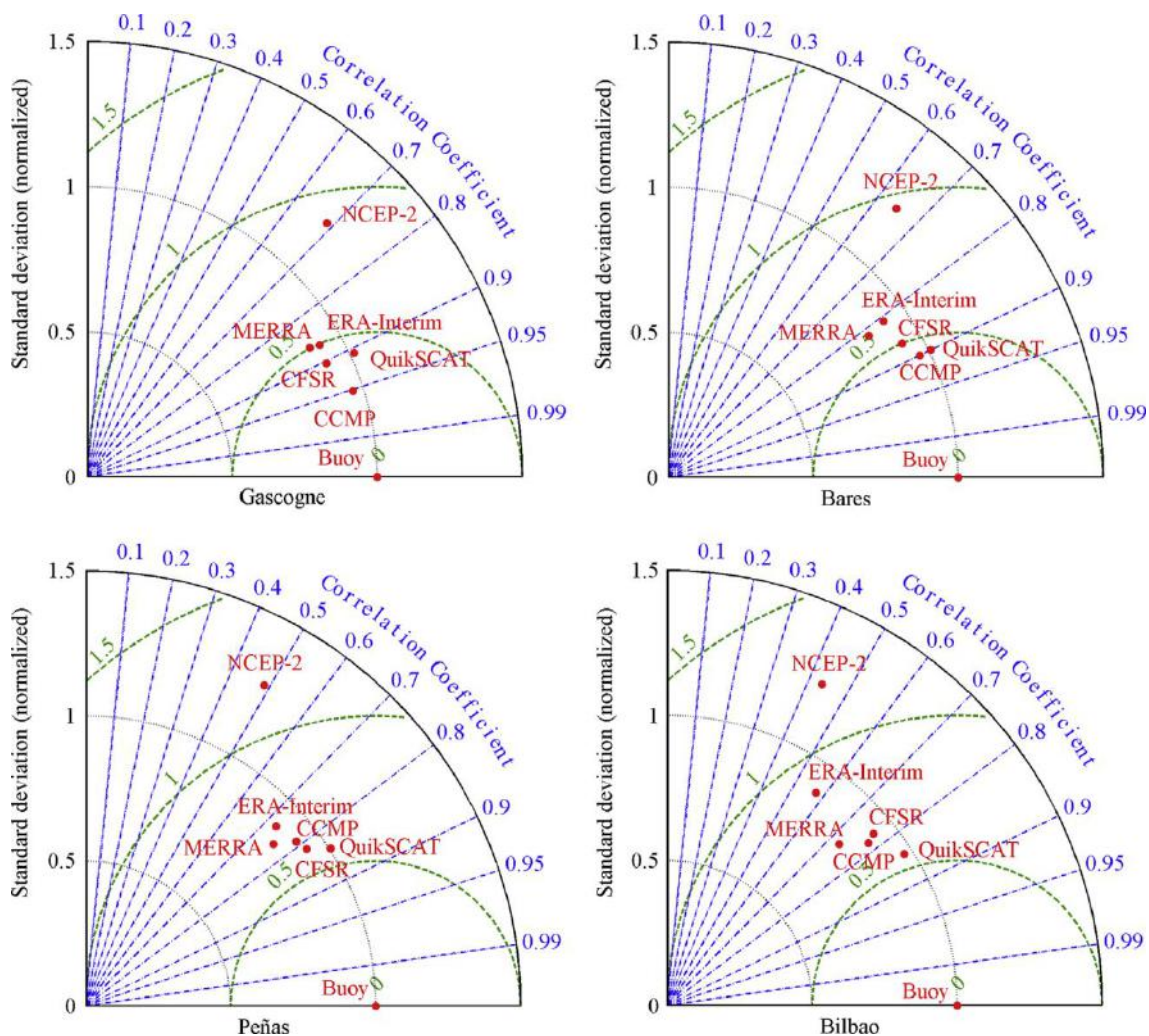 1.5
0.1
0.2
0.3
0.4
0.5
0.6
0.7
0.8
0.9
0.95
0.99
Correlation Coefficient
Standard deviation (normalized)
1
0.5
0
1.5
1
0.5
0
NCEP-2
MERRA
ERA-Interim
QuikSCAT
CFSR
CCMP
Buoy
Gascogne
1.5
0.1
0.2
0.3
0.4
0.5
0.6
0.7
0.8
0.9
0.95
0.99
Correlation Coefficient
Standard deviation (normalized)
1
0.5
0
1.5
1
0.5
0
NCEP-2
ERA-Interim
MERRA
CFSR
QuikSCAT
CCMP
Buoy
Bares
1.5
0.1
0.2
0.3
0.4
0.5
0.6
0.7
0.8
0.9
0.95
0.99
Correlation Coefficient
Standard deviation (normalized)
1
0.5
0
1.5
1
0.5
0
NCEP-2
ERA-Interim
CCMP
MERRA
QuikSCAT
CFSR
Buoy
Peñas
1.5
0.1
0.2
0.3
0.4
0.5
0.6
0.7
0.8
0.9
0.95
0.99
Correlation Coefficient
Standard deviation (normalized)
1
0.5
0
1.5
1
0.5
0
NCEP-2
ERA-Interim
CFSR
MERRA
QuikSCAT
CCMP
Buoy
Bilbao